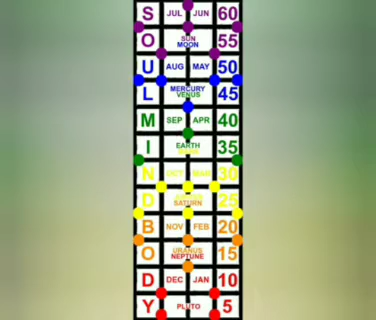 S JUL JUN 60
O SUN 55
MOON
U AUG MAY 50
L MERCURY 45
VENUS
M SEP APR 40
I EARTH 35
N OCT MAR 30
D SATURN 25
B NOV FEB 20
O URANUS 15
NEPTUNE
D DEC JAN 10
Y PLUTO 5